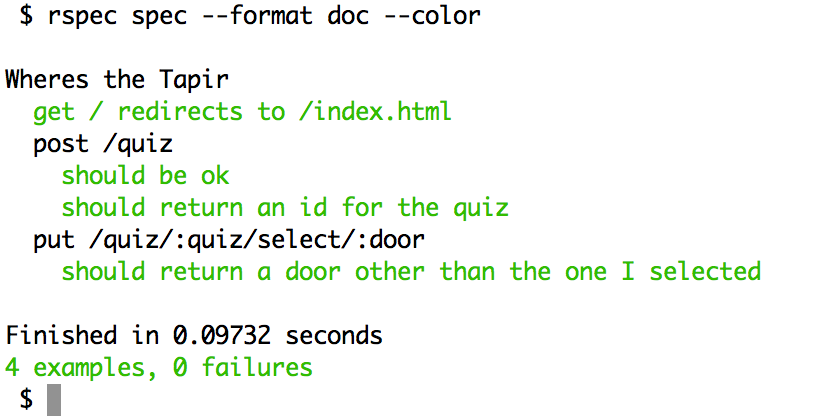 $ rspec spec --format doc --color
Wheres the Tapir
get / redirects to /index.html
post /quiz
should be ok
should return an id for the quiz
put /quiz/:quiz/select/:door
should return a door other than the one I selected
Finished in 0.09732 seconds
4 examples, 0 failures
$